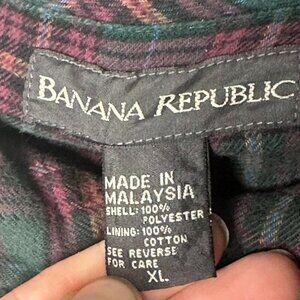 BANANA REPUBLIC
MADE IN
MALAYSIA
SHELL: 100%
POLYESTER
LINING: 100%
COTTON
SEE REVERSE
FOR CARE
XL